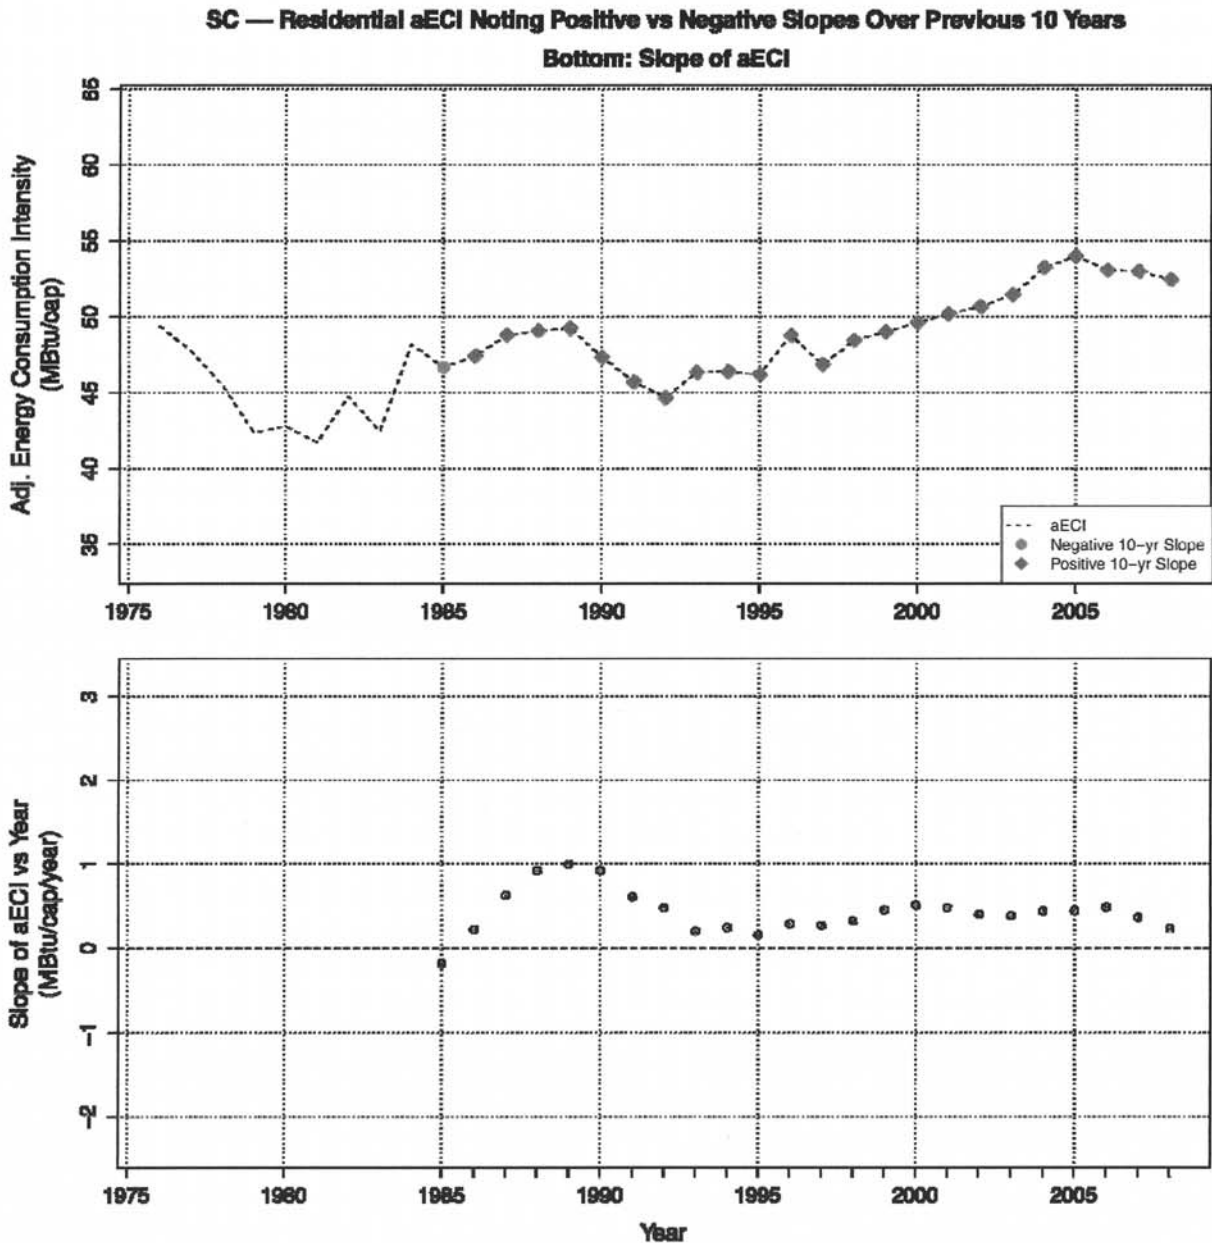 SC — Residential aECI Noting Positive vs Negative Slopes Over Previous 10 Years
Bottom: Slope of aECI
Adj. Energy Consumption Intensity
(MBtu/cap)
65
60
55
50
45
40
35
aECI
Negative 10-yr Slope
Positive 10-yr Slope
1975 1980 1985 1990 1995 2000 2005
Slope of aECI vs Year
(MBtu/cap/year)
3
2
1
0
-1
-2
1975 1980 1985 1990 1995 2000 2005
Year